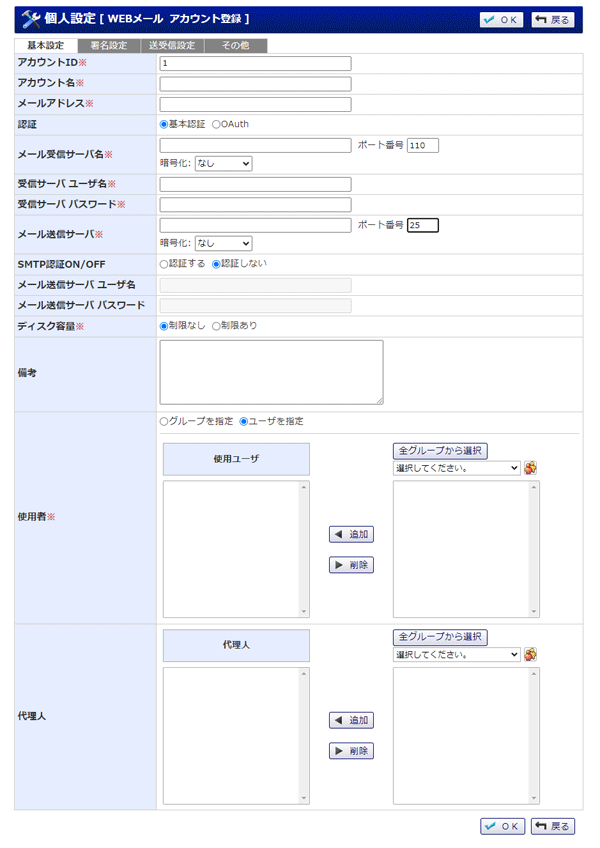 個人設定 [ WEBメール アカウント登録 ]
OK 戻る
基本設定 署名設定 送受信設定 その他
アカウントID※ 1
アカウント名※
メールアドレス※
認証 基本認証 OAuth
メール受信サーバ名※ ポート番号 110
暗号化: なし
受信サーバ ユーザ名※
受信サーバ パスワード※
メール送信サーバ※ ポート番号 25
暗号化: なし
SMTP認証ON/OFF 認証する 認証しない
メール送信サーバ ユーザ名
メール送信サーバ パスワード
ディスク容量※ 制限なし 制限あり
備考
グループを指定 ユーザを指定
使用ユーザ 全グループから選択
選択してください。
使用者※
追加
削除
代理人 全グループから選択
選択してください。
代理人
追加
削除
OK 戻る